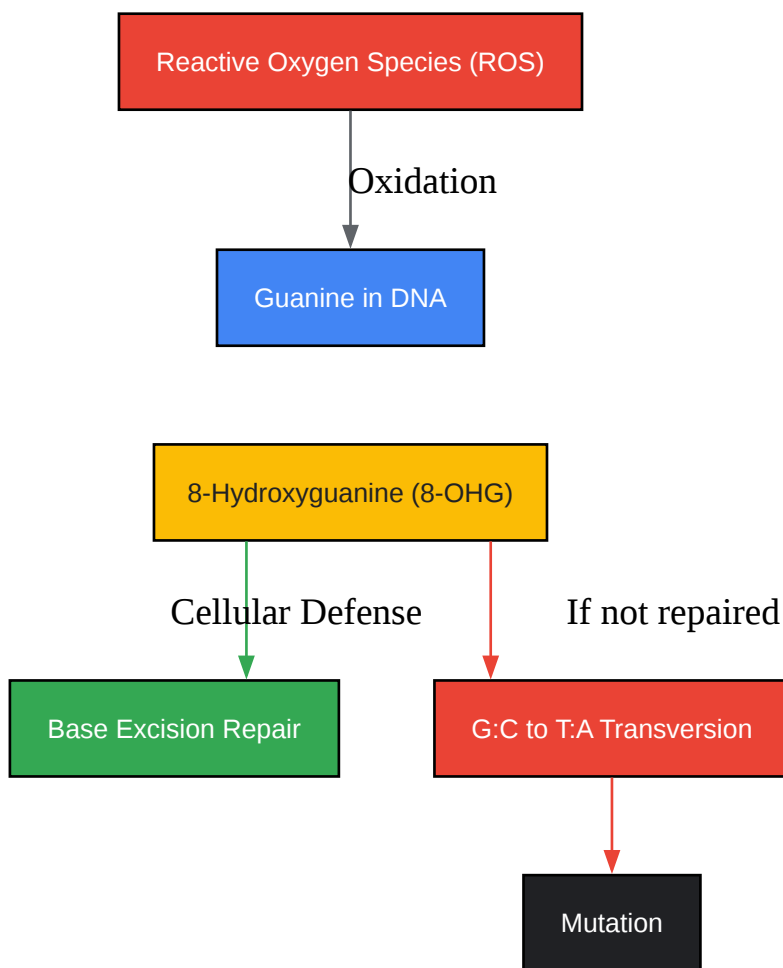 Reactive Oxygen Species (ROS)
Oxidation
Guanine in DNA
8-Hydroxyguanine (8-OHG)
Cellular Defense
If not repaired
Base Excision Repair
G:C to T:A Transversion
Mutation